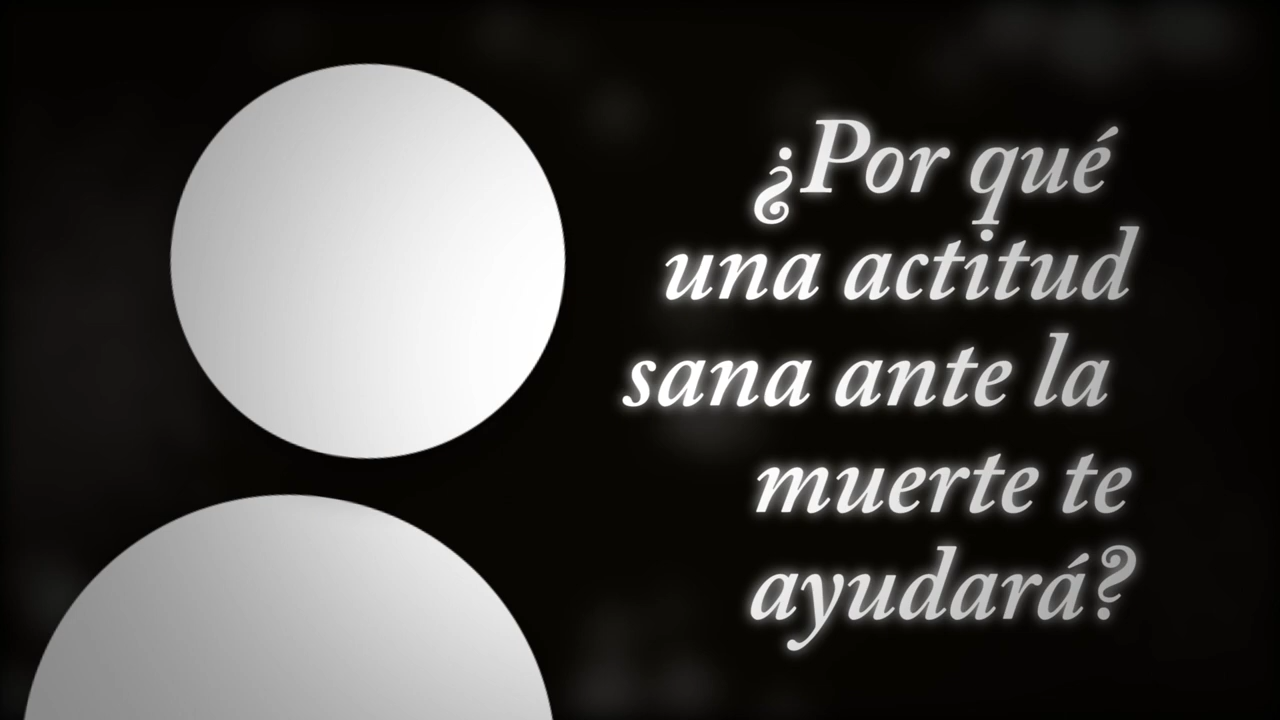 ¿Por qué
una actitud
sana ante la
muerte te
ayudará?